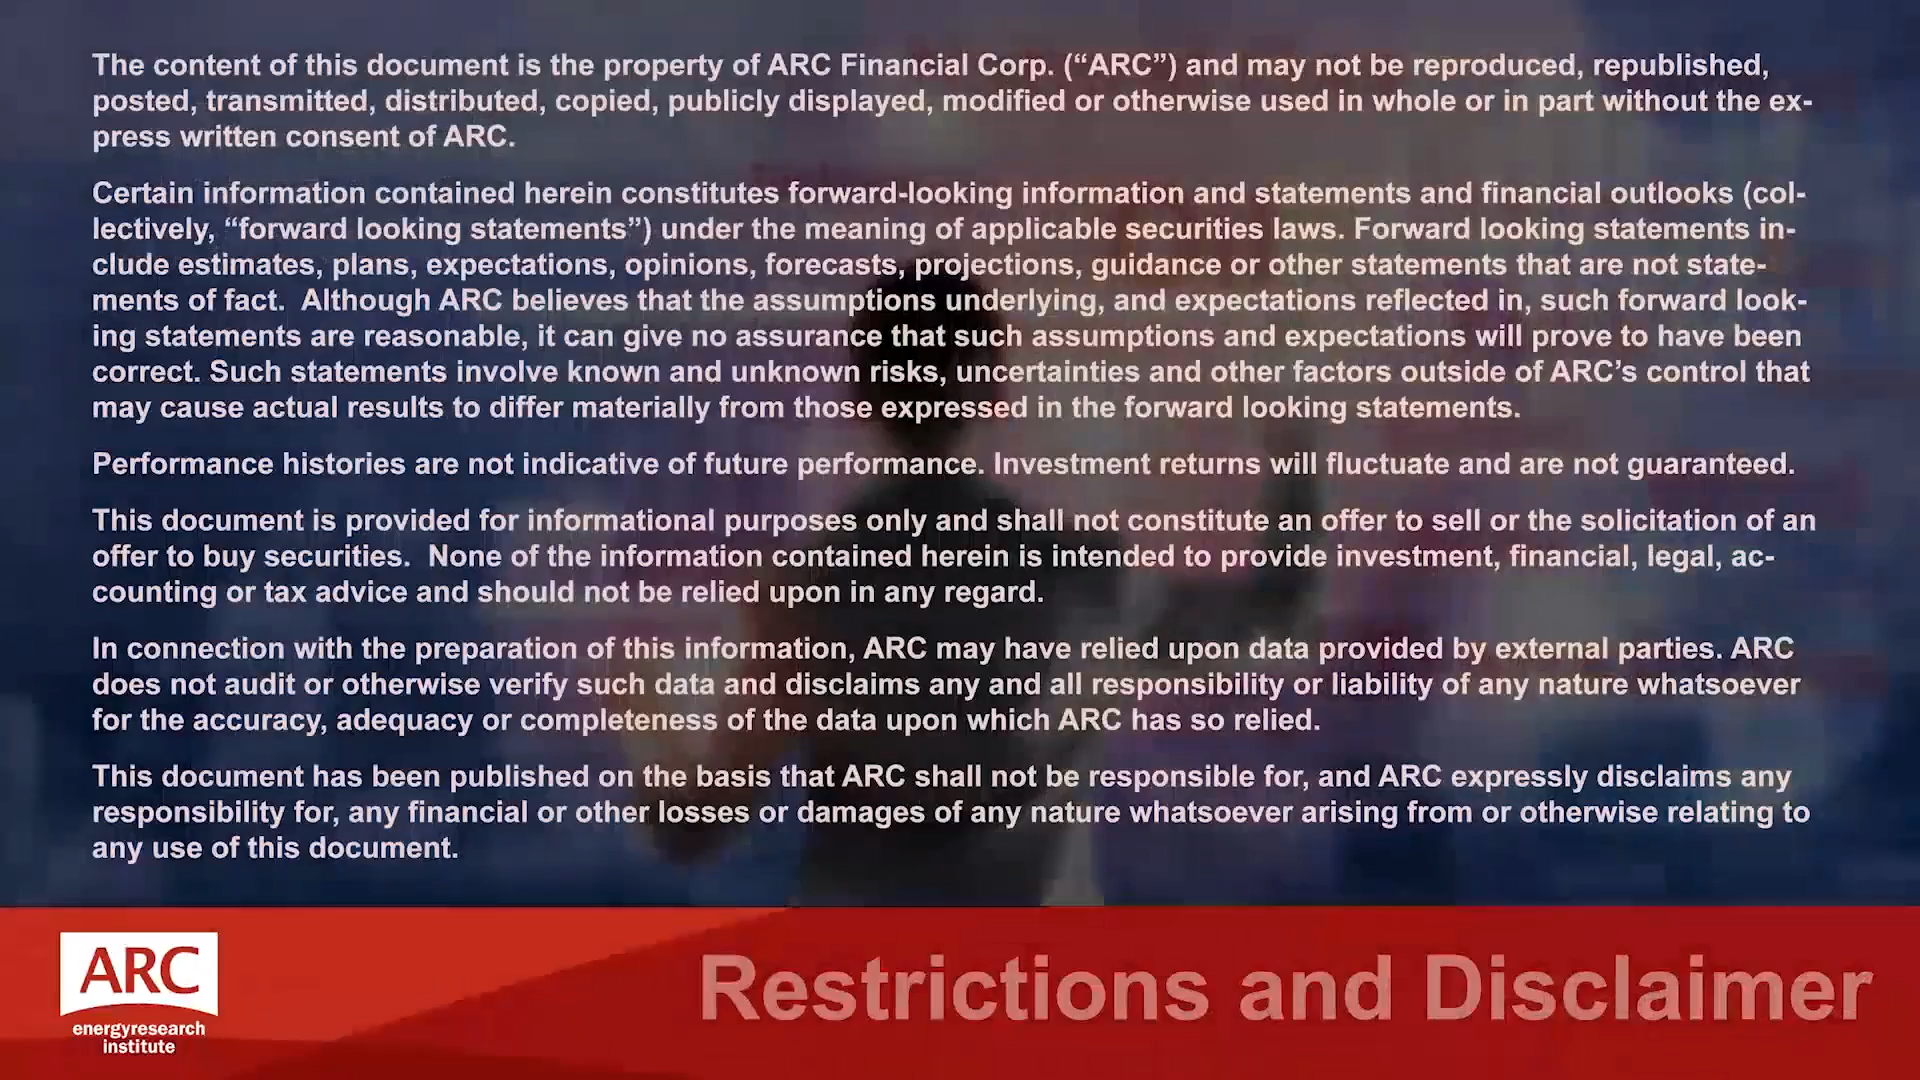 The content of this document is the property of ARC Financial Corp. (“ARC”) and may not be reproduced, republished,
posted, transmitted, distributed, copied, publicly displayed, modified or otherwise used in whole or in part without the ex-
press written consent of ARC.
Certain information contained herein constitutes forward-looking information and statements and financial outlooks (col-
lectively, “forward looking statements”) under the meaning of applicable securities laws. Forward looking statements in-
clude estimates, plans, expectations, opinions, forecasts, projections, guidance or other statements that are not state-
ments of fact.  Although ARC believes that the assumptions underlying, and expectations reflected in, such forward look-
ing statements are reasonable, it can give no assurance that such assumptions and expectations will prove to have been
correct. Such statements involve known and unknown risks, uncertainties and other factors outside of ARC’s control that
may cause actual results to differ materially from those expressed in the forward looking statements.
Performance histories are not indicative of future performance. Investment returns will fluctuate and are not guaranteed.
This document is provided for informational purposes only and shall not constitute an offer to sell or the solicitation of an
offer to buy securities.  None of the information contained herein is intended to provide investment, financial, legal, ac-
counting or tax advice and should not be relied upon in any regard.
In connection with the preparation of this information, ARC may have relied upon data provided by external parties. ARC
does not audit or otherwise verify such data and disclaims any and all responsibility or liability of any nature whatsoever
for the accuracy, adequacy or completeness of the data upon which ARC has so relied.
This document has been published on the basis that ARC shall not be responsible for, and ARC expressly disclaims any
responsibility for, any financial or other losses or damages of any nature whatsoever arising from or otherwise relating to
any use of this document.
ARC
energyresearch
institute
Restrictions and Disclaimer